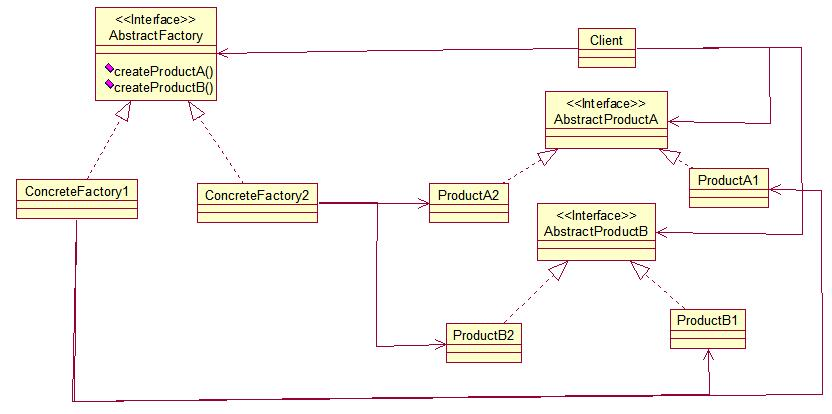 <<Interface>>
AbstractFactory
createProductA()
createProductB()
Client
<<Interface>>
AbstractProductA
ConcreteFactory1
ConcreteFactory2
ProductA2
ProductA1
<<Interface>>
AbstractProductB
ProductB2
ProductB1